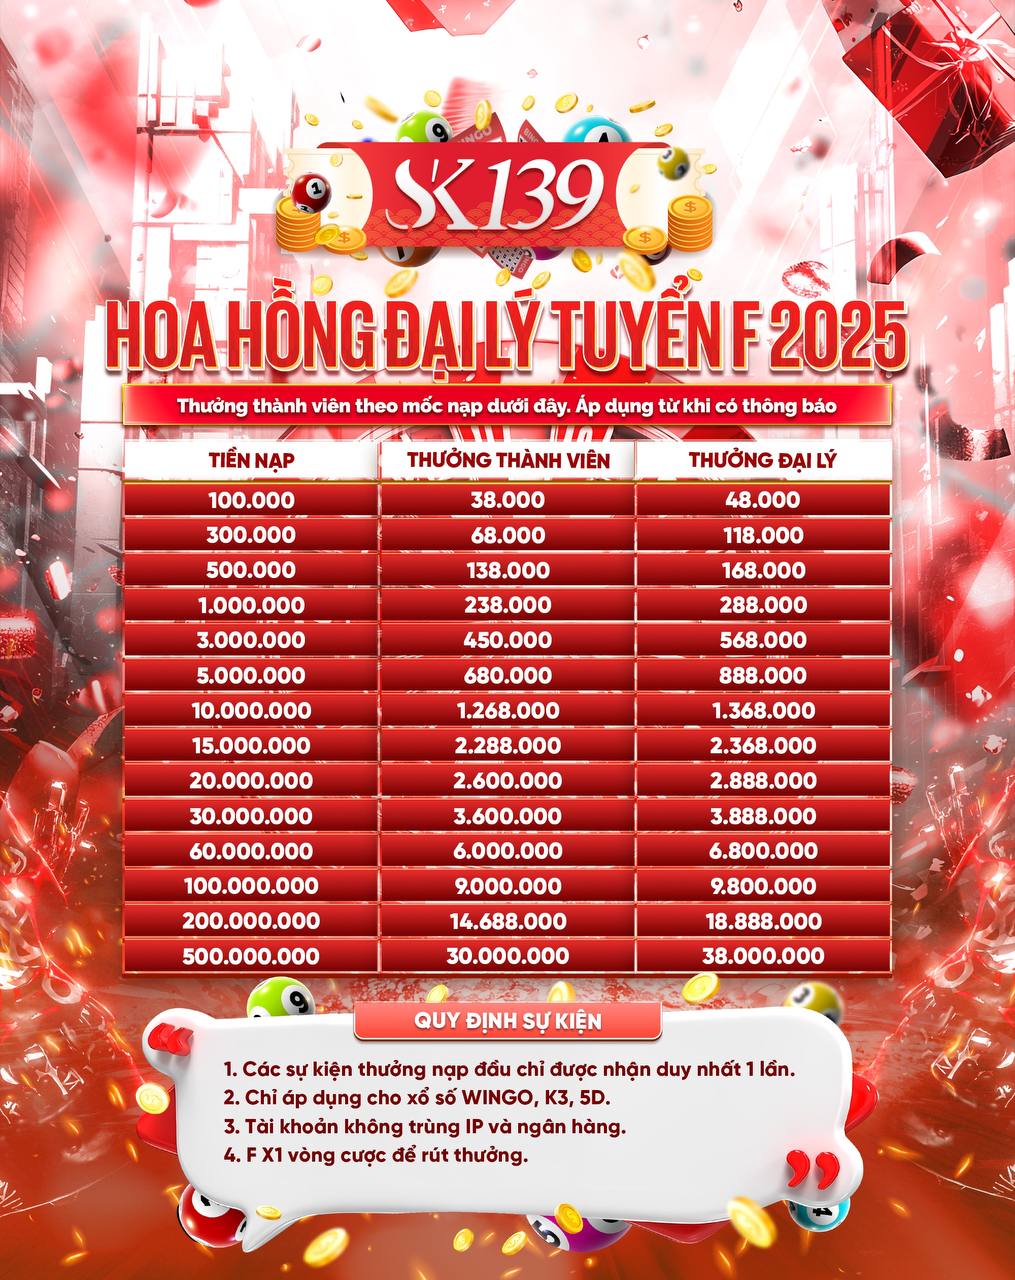 SK139
HOA HỒNG ĐẠI LÝ TUYỂN F 2025
Thưởng thành viên theo mốc nạp dưới đây. Áp dụng từ khi có thông báo
TIỀN NẠP THƯỞNG THÀNH VIÊN THƯỞNG ĐẠI LÝ
100.000 38.000 48.000
300.000 68.000 118.000
500.000 138.000 168.000
1.000.000 238.000 288.000
3.000.000 450.000 568.000
5.000.000 680.000 888.000
10.000.000 1.268.000 1.368.000
15.000.000 2.288.000 2.368.000
20.000.000 2.600.000 2.888.000
30.000.000 3.600.000 3.888.000
60.000.000 6.000.000 6.800.000
100.000.000 9.000.000 9.800.000
200.000.000 14.688.000 18.888.000
500.000.000 30.000.000 38.000.000
QUY ĐỊNH SỰ KIỆN
1. Các sự kiện thưởng nạp đầu chỉ được nhận duy nhất 1 lần.
2. Chỉ áp dụng cho xổ số WINGO, K3, 5D.
3. Tài khoản không trùng IP và ngân hàng.
4. F X1 vòng cược để rút thưởng.